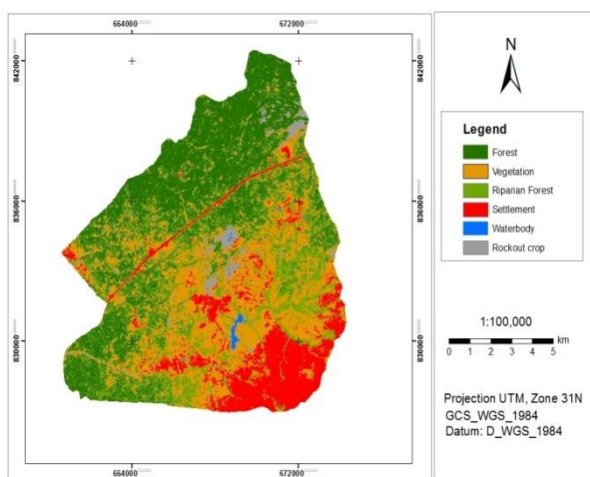 664000 672000
842000 842000
836000 836000
830000 830000
664000 672000
N
Legend
Forest
Vegetation
Riparian Forest
Settlement
Waterbody
Rockout crop
1:100,000
km
0 1 2 3 4 5
Projection UTM, Zone 31N
GCS_WGS_1984
Datum: D_WGS_1984